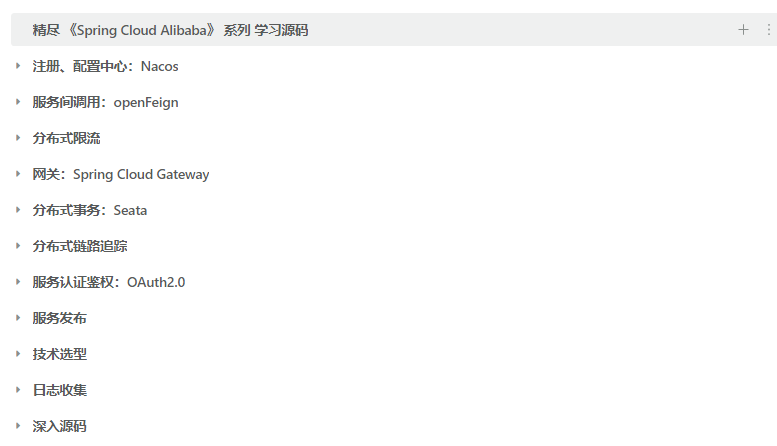 精尽 《Spring Cloud Alibaba》 系列 学习源码
注册、配置中心：Nacos
服务间调用：openFeign
分布式限流
网关：Spring Cloud Gateway
分布式事务：Seata
分布式链路追踪
服务认证鉴权：OAuth2.0
服务发布
技术选型
日志收集
深入源码